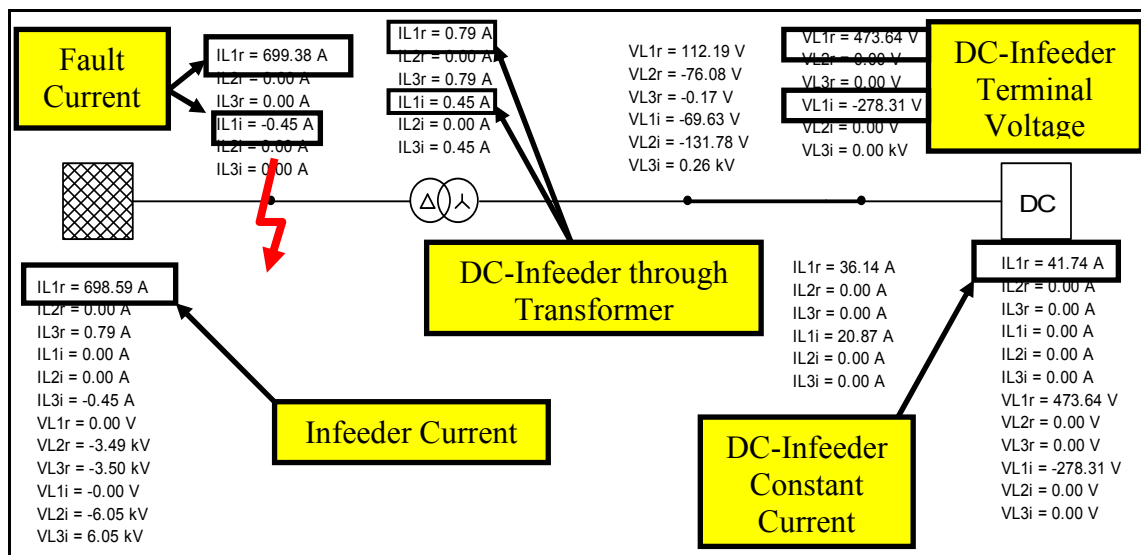 Fault
Current
IL1r = 699.38 A
IL2r = 0.00 A
IL3r = 0.00 A
IL1i = -0.45 A
IL2i = 0.00 A
IL3i = 0.00 A
IL1r = 0.79 A
IL2r = 0.00 A
IL3r = 0.79 A
IL1i = 0.45 A
IL2i = 0.00 A
IL3i = 0.45 A
VL1r = 112.19 V
VL2r = -76.08 V
VL3r = -0.17 V
VL1i = -69.63 V
VL2i = -131.78 V
VL3i = 0.26 kV
VL1r = 473.64 V
VL2r = 0.00 V
VL3r = 0.00 V
VL1i = -278.31 V
VL2i = 0.00 V
VL3i = 0.00 kV
DC-Infeeder
Terminal
Voltage
DC
IL1r = 698.59 A
IL2r = 0.00 A
IL3r = 0.79 A
IL1i = 0.00 A
IL2i = 0.00 A
IL3i = -0.45 A
VL1r = 0.00 V
VL2r = -3.49 kV
VL3r = -3.50 kV
VL1i = -0.00 V
VL2i = -6.05 kV
VL3i = 6.05 kV
Infeeder Current
DC-Infeeder through
Transformer
IL1r = 36.14 A
IL2r = 0.00 A
IL3r = 0.00 A
IL1i = 20.87 A
IL2i = 0.00 A
IL3i = 0.00 A
DC-Infeeder
Constant
Current
IL1r = 41.74 A
IL2r = 0.00 A
IL3r = 0.00 A
IL1i = 0.00 A
IL2i = 0.00 A
IL3i = 0.00 A
VL1r = 473.64 V
VL2r = 0.00 V
VL3r = 0.00 V
VL1i = -278.31 V
VL2i = 0.00 V
VL3i = 0.00 V